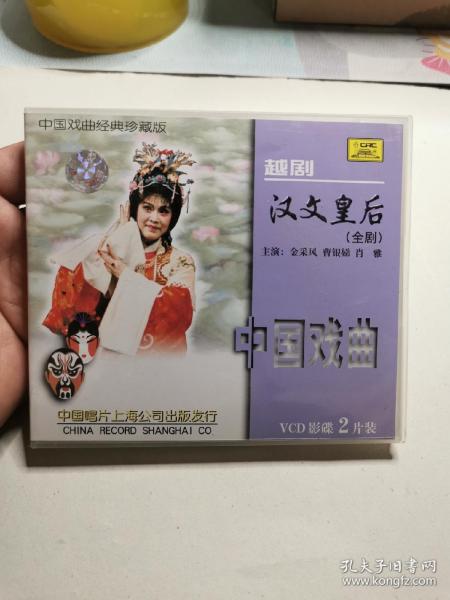 中国戏曲经典珍藏版
CRC
越剧
汉文皇后
（全剧）
主演：金采风 曹银娣 肖 雅
中国戏曲
中国唱片上海公司出版发行
CHINA RECORD SHANGHAI CO.
VCD 影碟 2 片装
孔夫子旧书网
www.kongfz.com